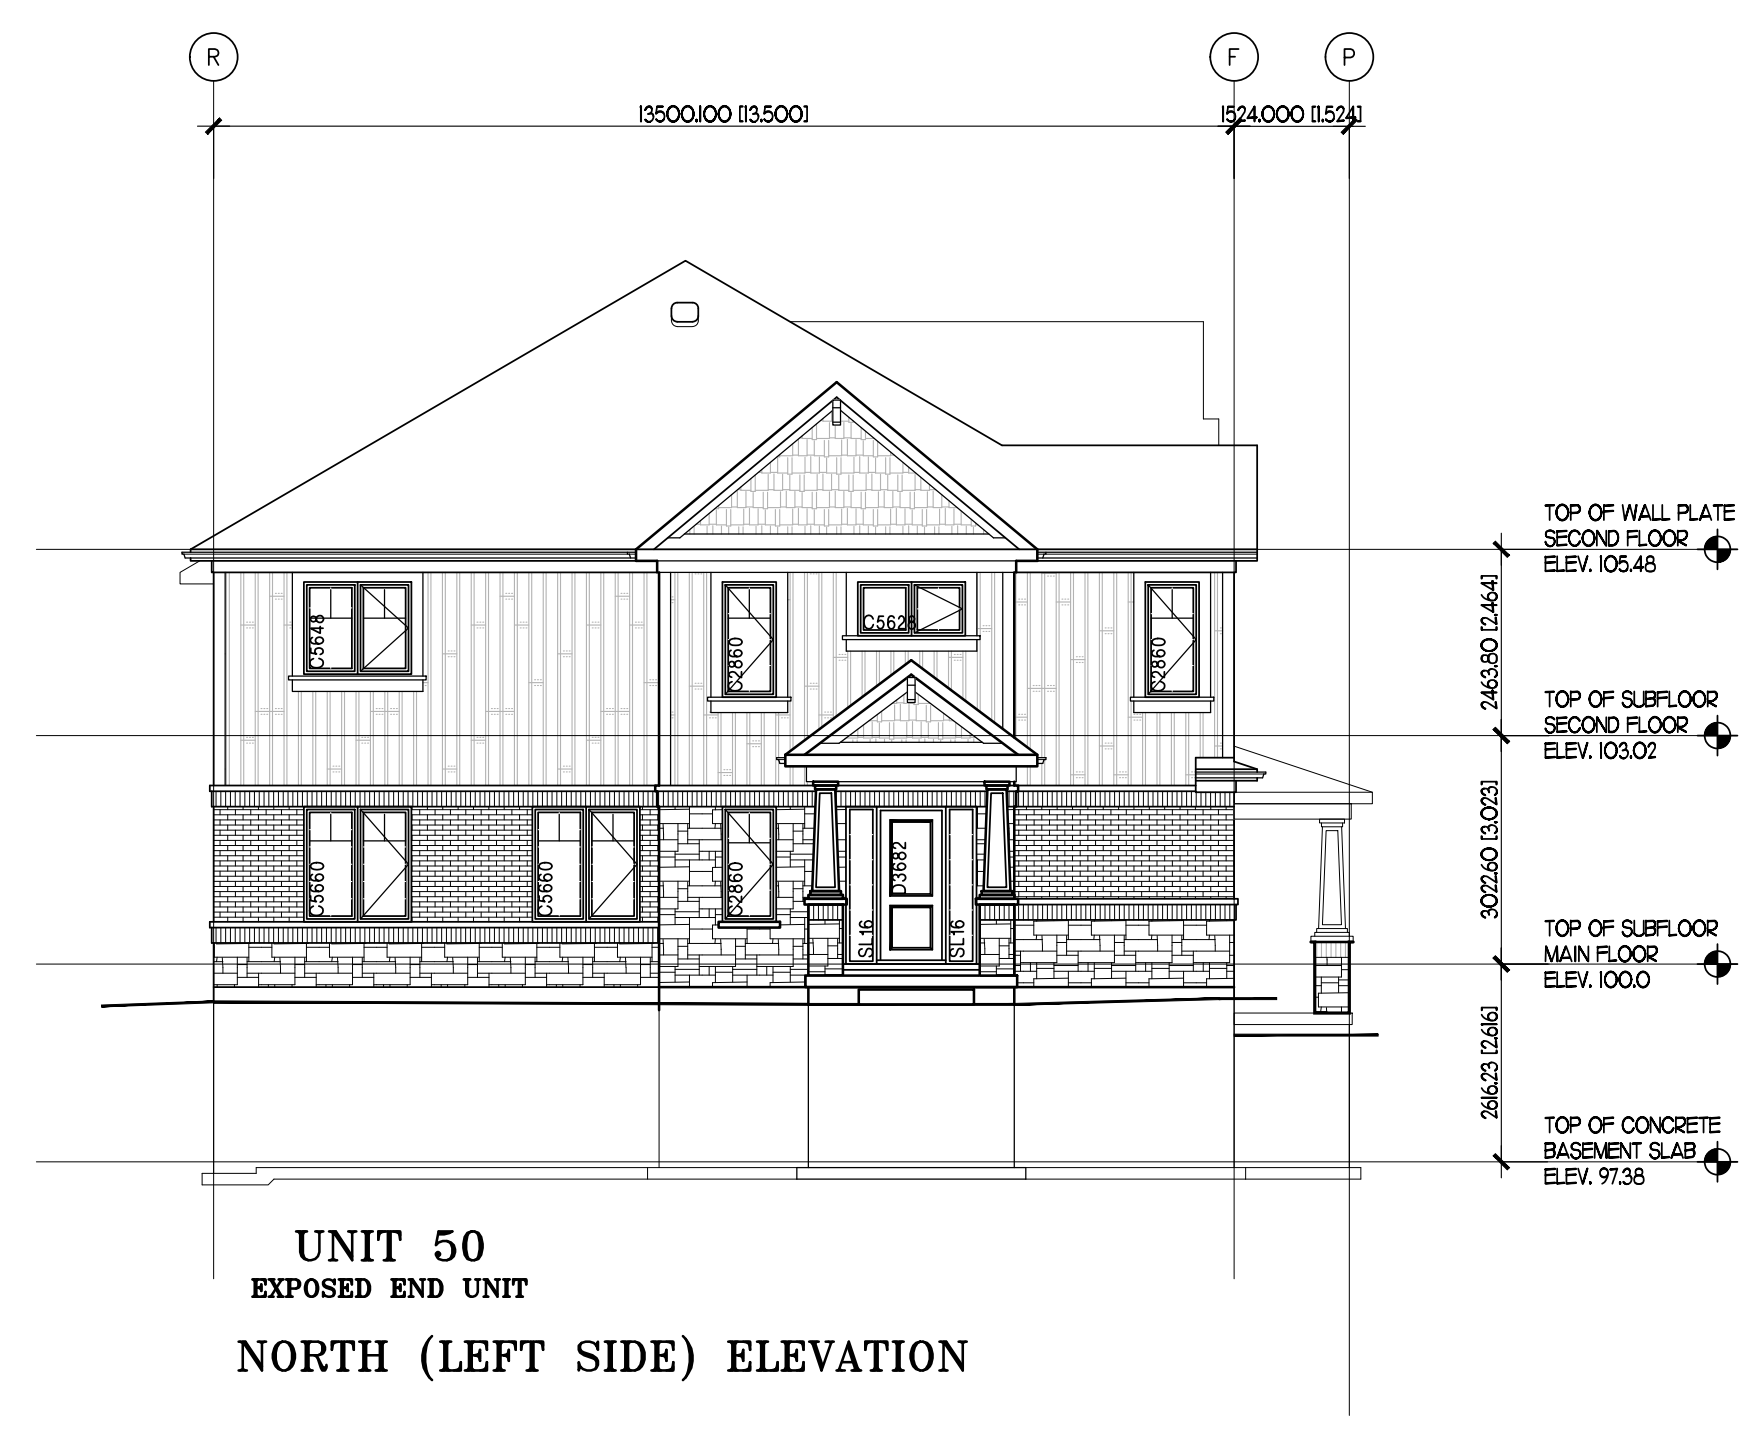 R
F
P
13500.100 [13.500]
1524.000 [1.524]
TOP OF WALL PLATE
SECOND FLOOR
ELEV. 105.48
2463.80 [2.464]
C5648
C2860
C5628
C2860
TOP OF SUBFLOOR
SECOND FLOOR
ELEV. 103.02
3022.60 [3.023]
C5660
C5660
C2860
D3682
SL16
SL16
TOP OF SUBFLOOR
MAIN FLOOR
ELEV. 100.0
2616.23 [2.616]
TOP OF CONCRETE
BASEMENT SLAB
ELEV. 97.38
UNIT 50
EXPOSED END UNIT
NORTH (LEFT SIDE) ELEVATION